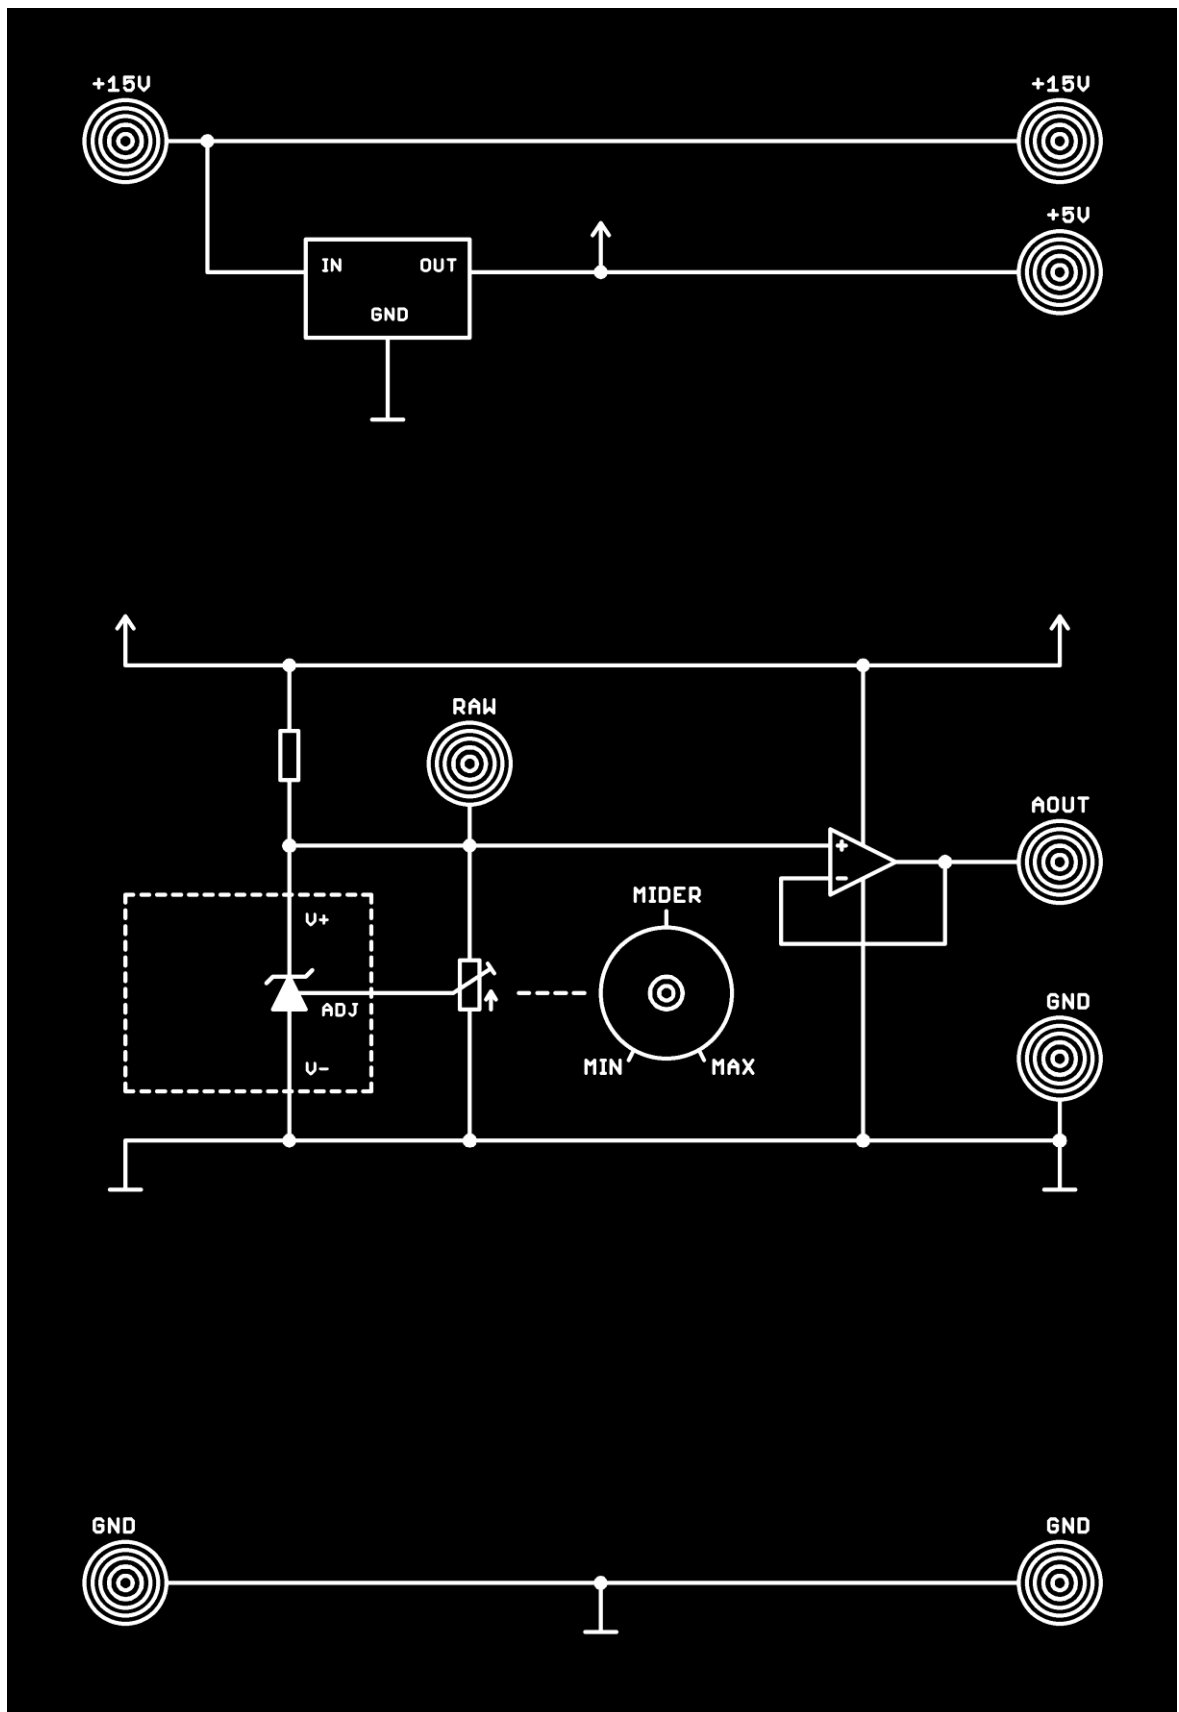 +15V
+15V
+5V
IN
OUT
GND
RAW
AOUT
+
-
V+
MIDER
ADJ
GND
V-
MIN
MAX
GND
GND